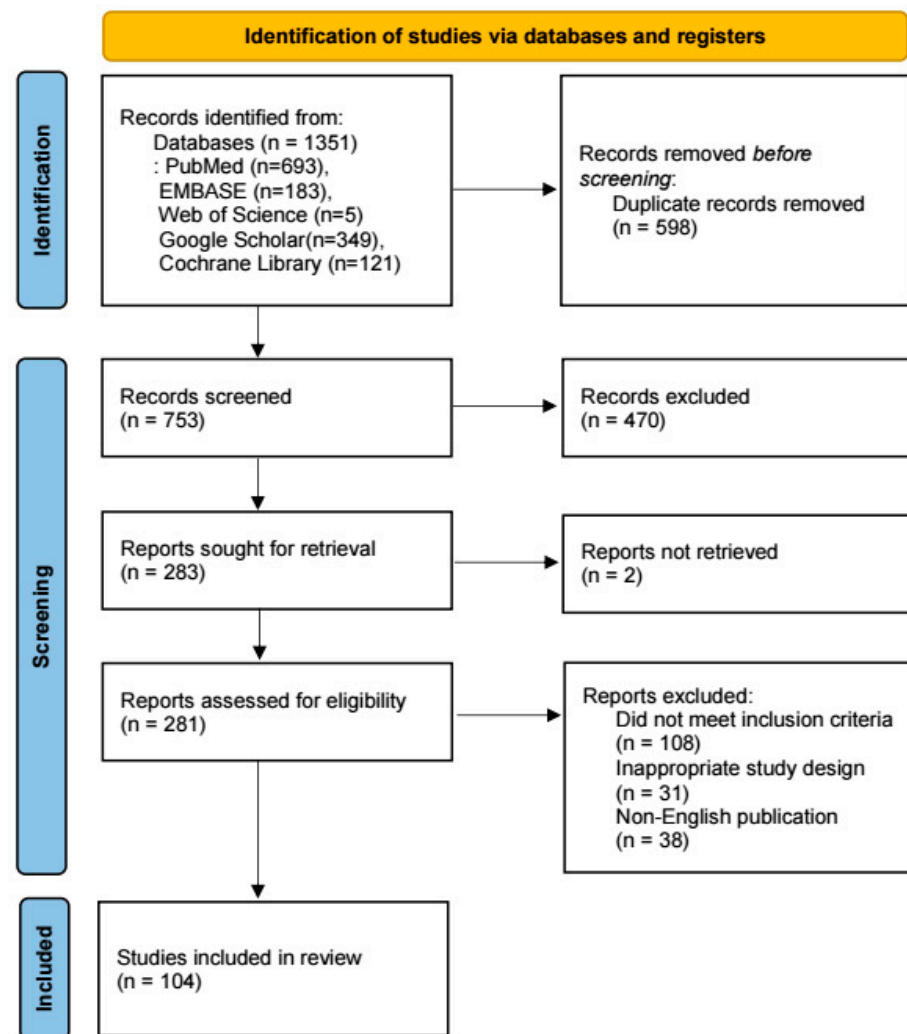 Identification of studies via databases and registers
Identification
Records identified from:
Databases (n = 1351)
: PubMed (n=693),
EMBASE (n=183),
Web of Science (n=5)
Google Scholar(n=349),
Cochrane Library (n=121)
Records removed before
screening:
Duplicate records removed
(n = 598)
Screening
Records screened
(n = 753)
Records excluded
(n = 470)
Reports sought for retrieval
(n = 283)
Reports not retrieved
(n = 2)
Reports assessed for eligibility
(n = 281)
Reports excluded:
Did not meet inclusion criteria
(n = 108)
Inappropriate study design
(n = 31)
Non-English publication
(n = 38)
Included
Studies included in review
(n = 104)